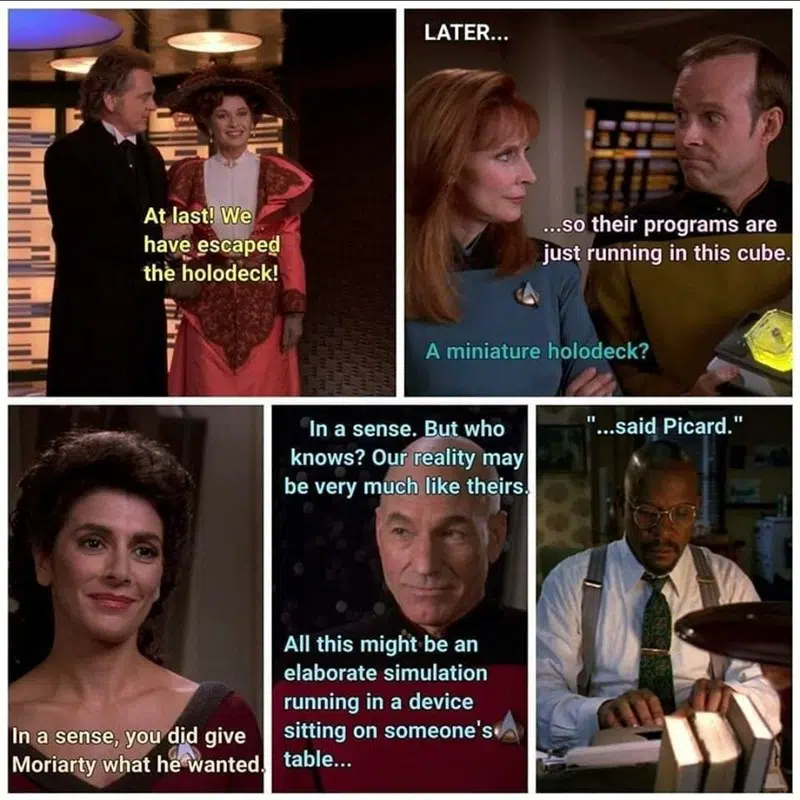 At last! We
have escaped
the holodeck!
LATER...
...so their programs are
just running in this cube.
A miniature holodeck?
In a sense, you did give
Moriarty what he wanted.
In a sense. But who
knows? Our reality may
be very much like theirs.
All this might be an
elaborate simulation
running in a device
sitting on someone's
table...
"...said Picard."